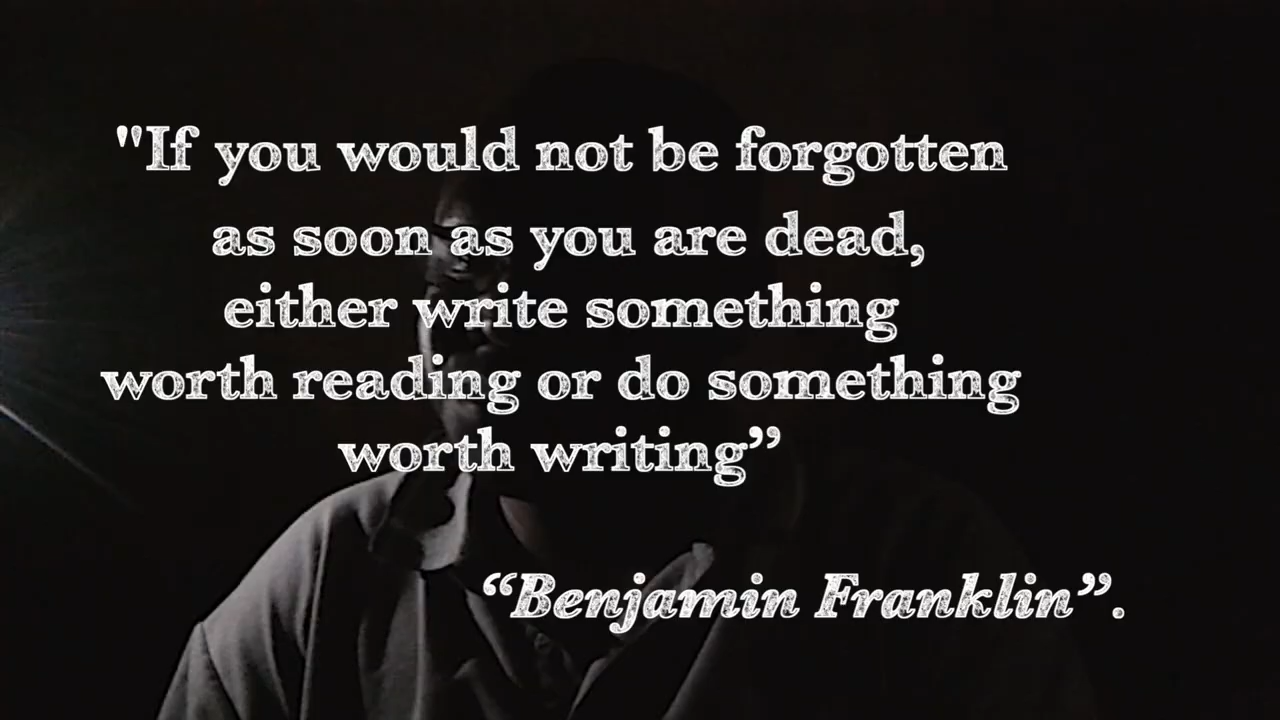 "If you would not be forgotten
as soon as you are dead,
either write something
worth reading or do something
worth writing”
“Benjamin Franklin”.